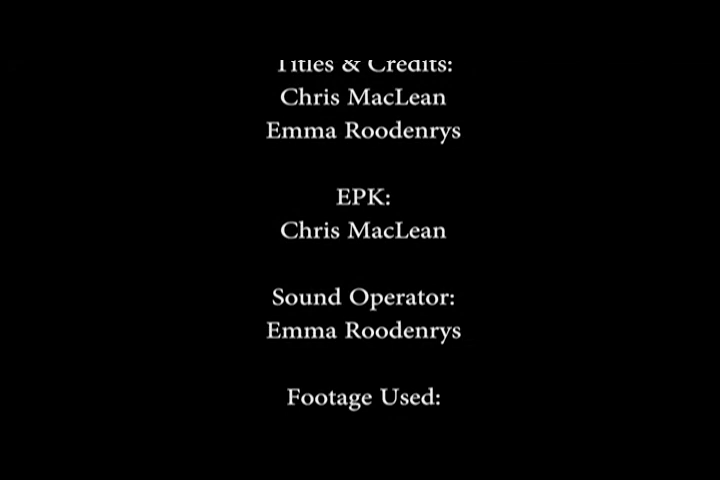 Titles & Credits:
Chris MacLean
Emma Roodenrys
EPK:
Chris MacLean
Sound Operator:
Emma Roodenrys
Footage Used: